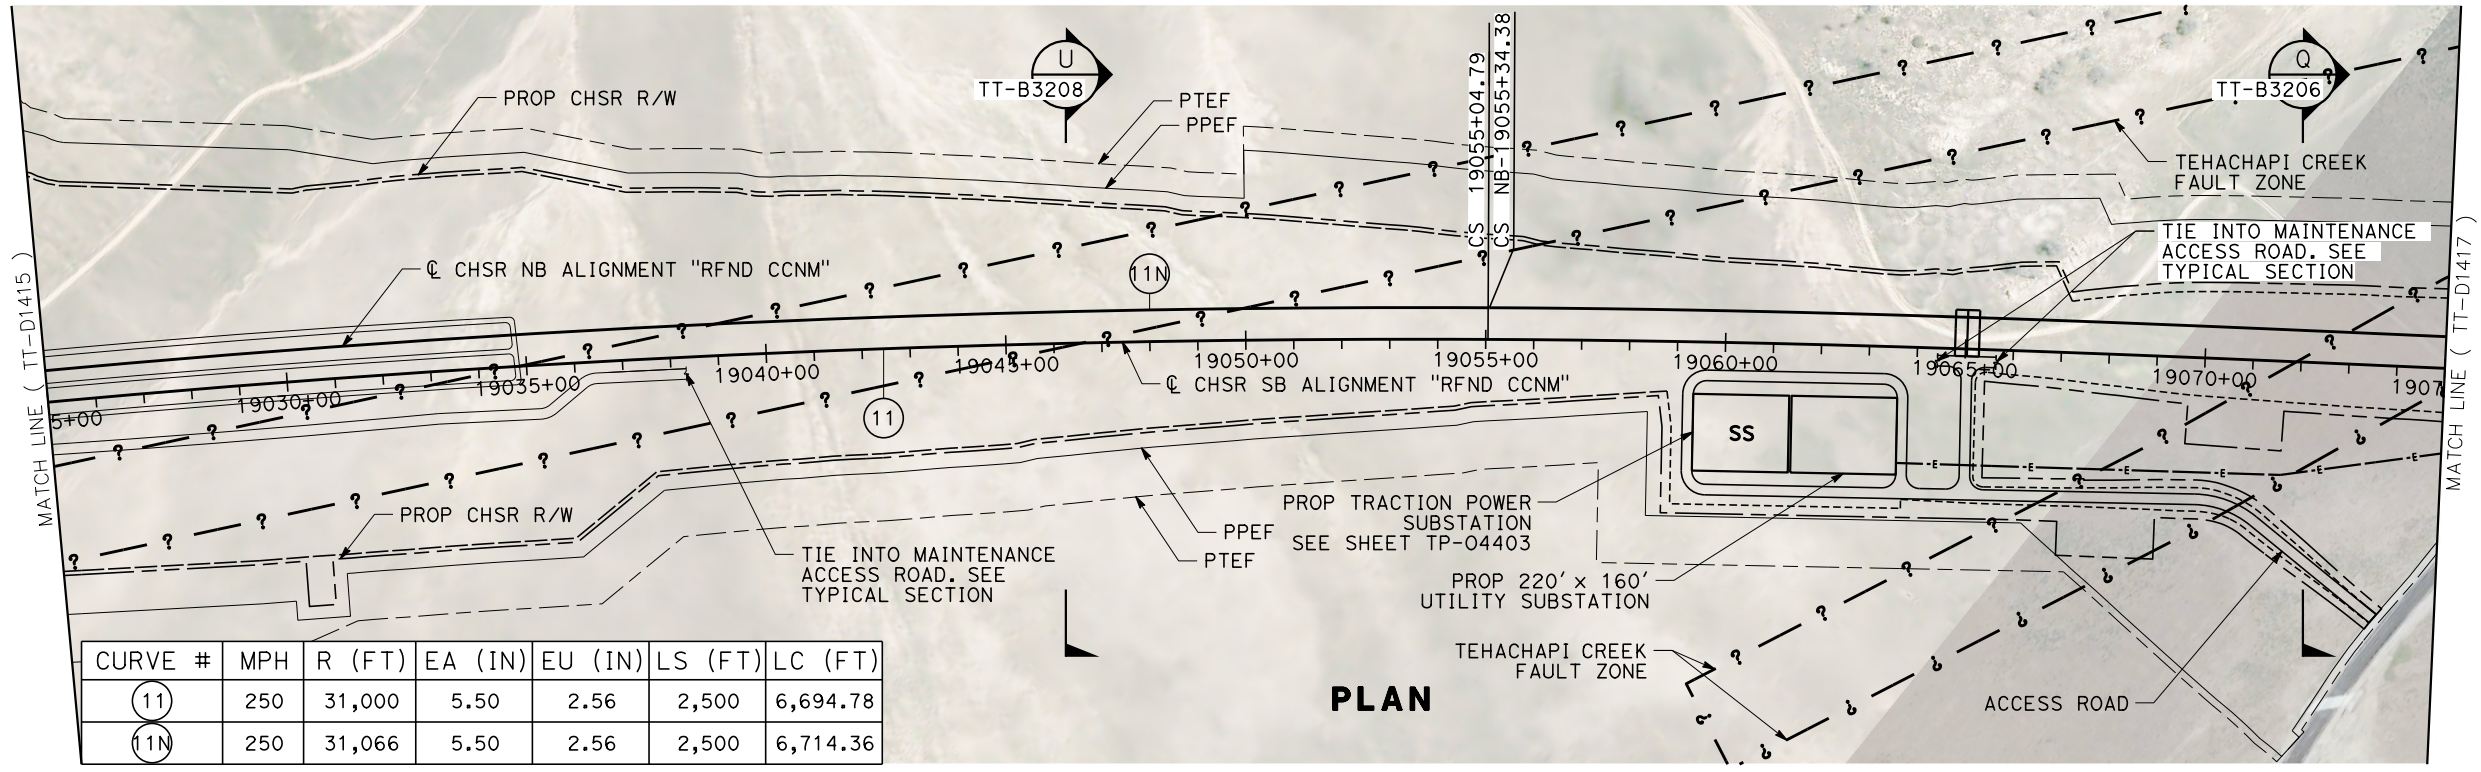 U
TT-B3208
Q
TT-B3206
CS 19055+04.79
CS NB-19055+34.38
PROP CHSR R/W
PTEF
PPEF
TEHACHAPI CREEK
FAULT ZONE
TIE INTO MAINTENANCE
ACCESS ROAD. SEE
TYPICAL SECTION
MATCH LINE ( TT-D1415 )
MATCH LINE ( TT-D1417 )
℄ CHSR NB ALIGNMENT "RFND CCNM"
11N
5+00
19030+00
19035+00
19040+00
19045+00
19050+00
19055+00
19060+00
19065+00
19070+00
1907
℄ CHSR SB ALIGNMENT "RFND CCNM"
11
SS
E E E E
PROP CHSR R/W
TIE INTO MAINTENANCE
ACCESS ROAD. SEE
TYPICAL SECTION
PPEF
PTEF
PROP TRACTION POWER
SUBSTATION
SEE SHEET TP-04403
PROP 220' x 160'
UTILITY SUBSTATION
TEHACHAPI CREEK
FAULT ZONE
ACCESS ROAD
PLAN
CURVE # MPH R (FT) EA (IN) EU (IN) LS (FT) LC (FT)
11 250 31,000 5.50 2.56 2,500 6,694.78
11N 250 31,066 5.50 2.56 2,500 6,714.36